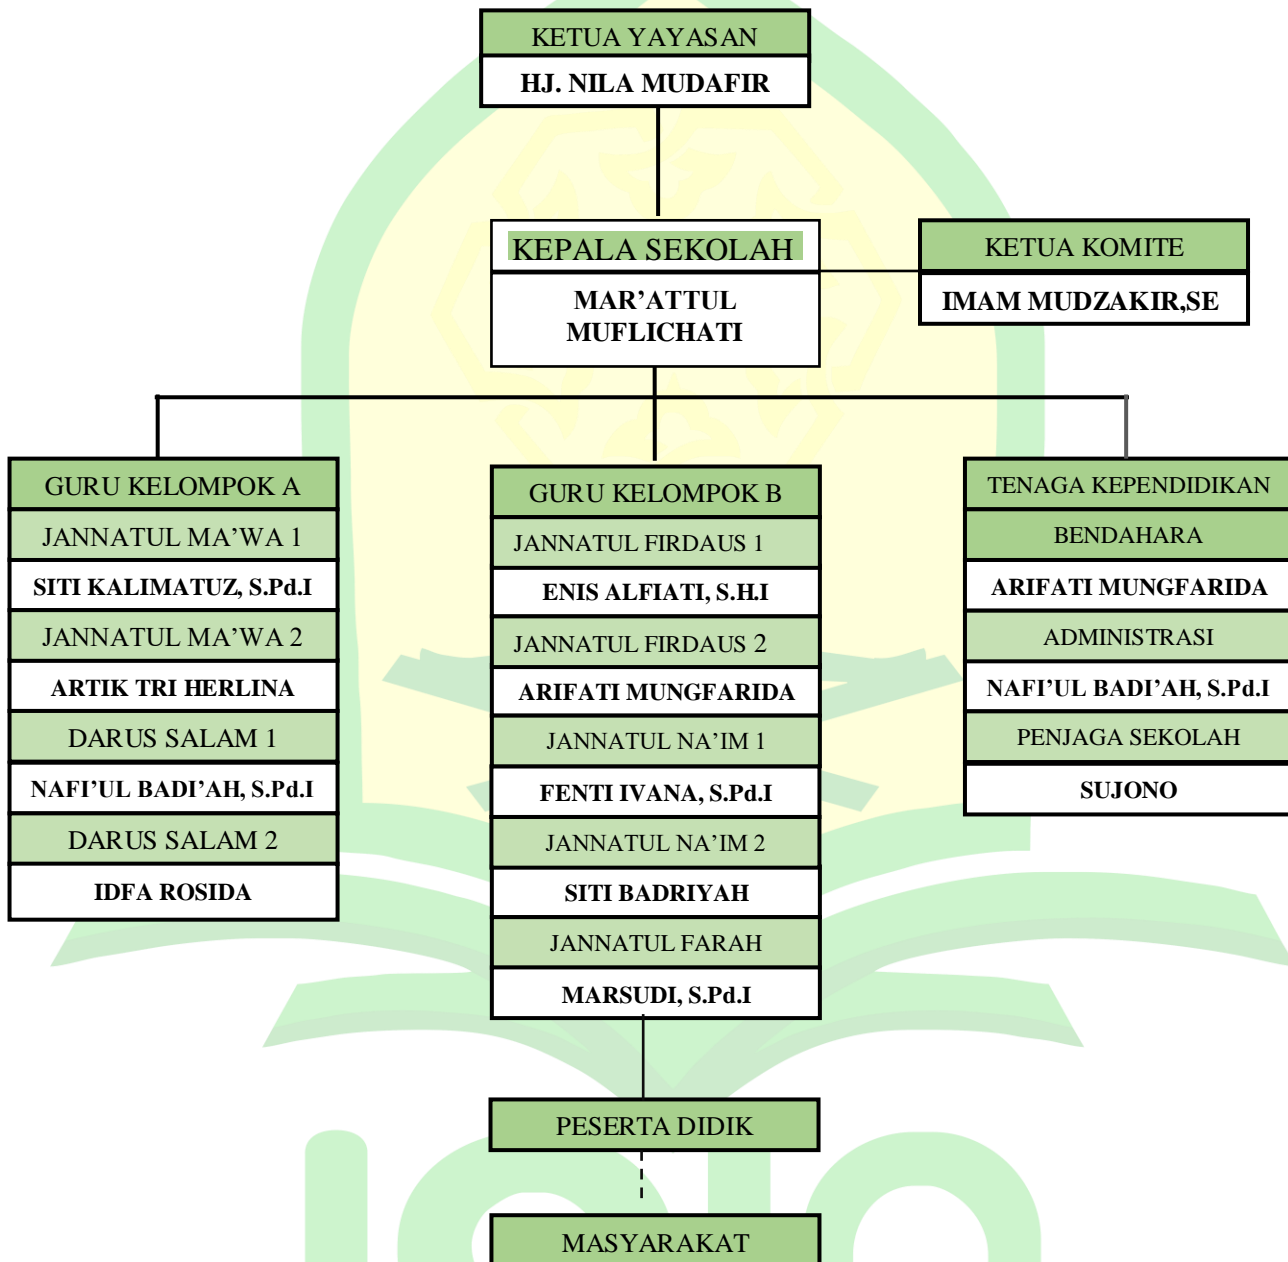 KETUA YAYASAN
HJ. NILA MUDAFIR
KEPALA SEKOLAH
MAR’ATTUL
MUFLICHATI
KETUA KOMITE
IMAM MUDZAKIR,SE
GURU KELOMPOK A
JANNATUL MA’WA 1
SITI KALIMATUZ, S.Pd.I
JANNATUL MA’WA 2
ARTIK TRI HERLINA
DARUS SALAM 1
NAFI’UL BADI’AH, S.Pd.I
DARUS SALAM 2
IDFA ROSIDA
GURU KELOMPOK B
JANNATUL FIRDAUS 1
ENIS ALFIATI, S.H.I
JANNATUL FIRDAUS 2
ARIFATI MUNGFARIDA
JANNATUL NA’IM 1
FENTI IVANA, S.Pd.I
JANNATUL NA’IM 2
SITI BADRIYAH
JANNATUL FARAH
MARSUDI, S.Pd.I
TENAGA KEPENDIDIKAN
BENDAHARA
ARIFATI MUNGFARIDA
ADMINISTRASI
NAFI’UL BADI’AH, S.Pd.I
PENJAGA SEKOLAH
SUJONO
PESERTA DIDIK
MASYARAKAT